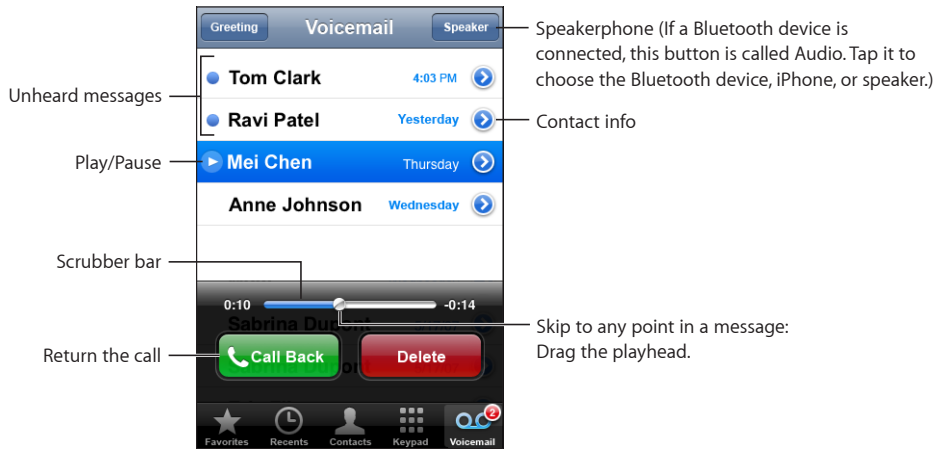 Greeting
Voicemail
Speaker
Speakerphone (If a Bluetooth device is
connected, this button is called Audio. Tap it to
choose the Bluetooth device, iPhone, or speaker.)
Unheard messages
Tom Clark 4:03 PM
Ravi Patel Yesterday
Contact info
Play/Pause
Mei Chen Thursday
Anne Johnson Wednesday
Scrubber bar
0:10 -0:14
Sabrina Dupont
Skip to any point in a message:
Drag the playhead.
Return the call
Call Back
Delete
Favorites
Recents
Contacts
Keypad
Voicemail
2